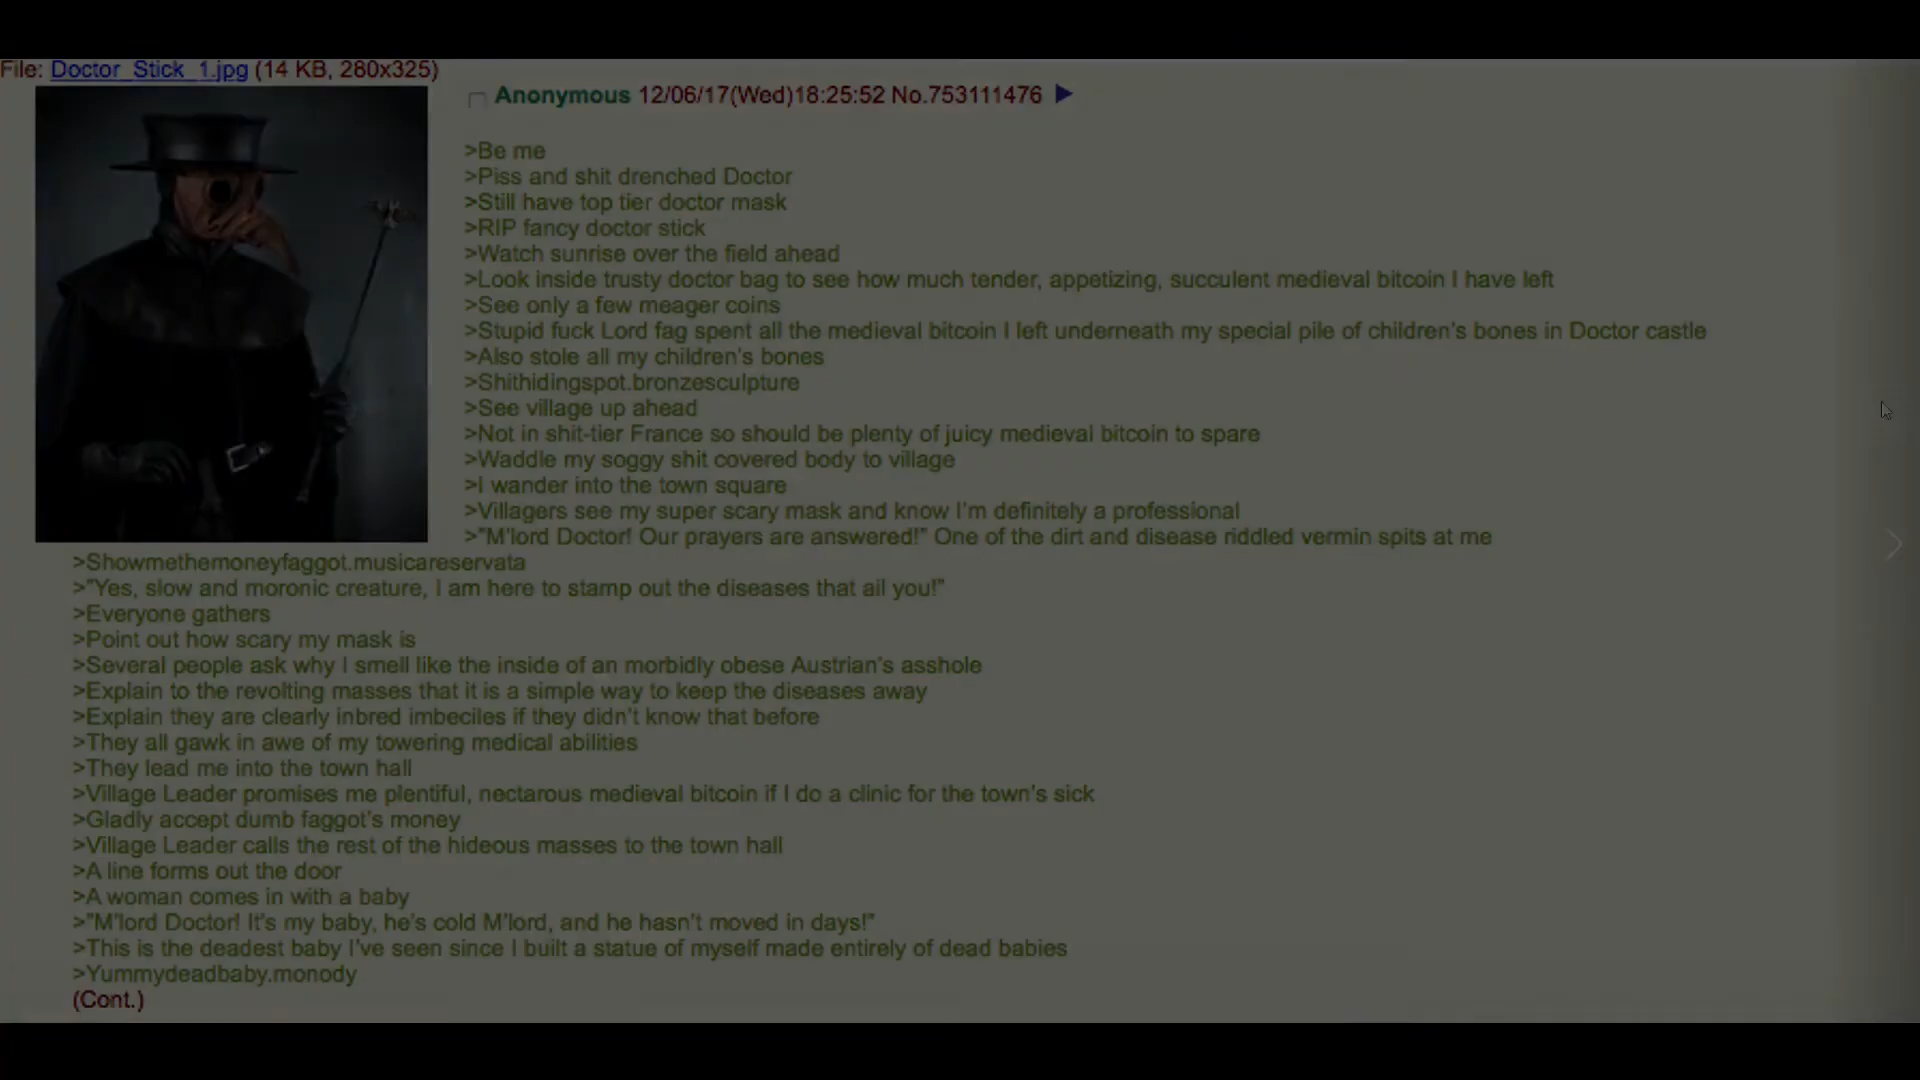 File: Doctor_Stick_1.jpg (14 KB, 280x325)
Anonymous 12/06/17(Wed)18:25:52 No.753111476
>Be me
>Piss and shit drenched Doctor
>Still have top tier doctor mask
>RIP fancy doctor stick
>Watch sunrise over the field ahead
>Look inside trusty doctor bag to see how much tender, appetizing, succulent medieval bitcoin I have left
>See only a few meager coins
>Stupid fuck Lord fag spent all the medieval bitcoin I left underneath my special pile of children's bones in Doctor castle
>Also stole all my children's bones
>Shithidingspot.bronzesculpture
>See village up ahead
>Not in shit-tier France so should be plenty of juicy medieval bitcoin to spare
>Waddle my soggy shit covered body to village
>I wander into the town square
>Villagers see my super scary mask and know I'm definitely a professional
>"M'lord Doctor! Our prayers are answered!" One of the dirt and disease riddled vermin spits at me
>Showmethemoneyfaggot.musicareservata
>"Yes, slow and moronic creature, I am here to stamp out the diseases that ail you!"
>Everyone gathers
>Point out how scary my mask is
>Several people ask why I smell like the inside of an morbidly obese Austrian's asshole
>Explain to the revolting masses that it is a simple way to keep the diseases away
>Explain they are clearly inbred imbeciles if they didn't know that before
>They all gawk in awe of my towering medical abilities
>They lead me into the town hall
>Village Leader promises me plentiful, nectarous medieval bitcoin if I do a clinic for the town's sick
>Gladly accept dumb faggot's money
>Village Leader calls the rest of the hideous masses to the town hall
>A line forms out the door
>A woman comes in with a baby
>"M'lord Doctor! It's my baby, he's cold M'lord, and he hasn't moved in days!"
>This is the deadest baby I've seen since I built a statue of myself made entirely of dead babies
>Yummydeadbaby.monody
(Cont.)